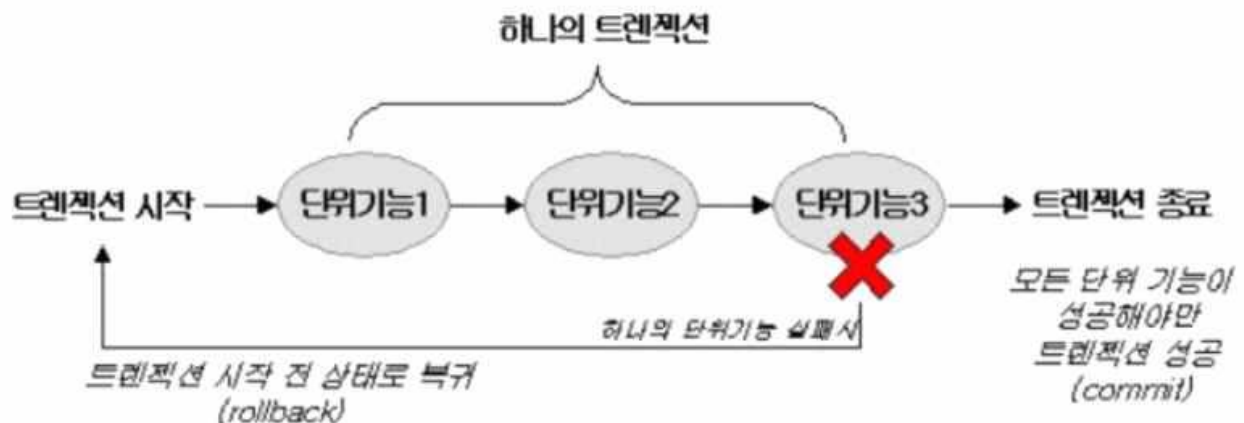 하나의 트렌젝션
트렌젝션 시작
단위기능1
단위기능2
단위기능3
트렌젝션 종료
하나의 단위기능 실패시
트렌젝션 시작 전 상태로 복귀
(rollback)
모든 단위 기능이
성공해야만
트렌젝션 성공
(commit)